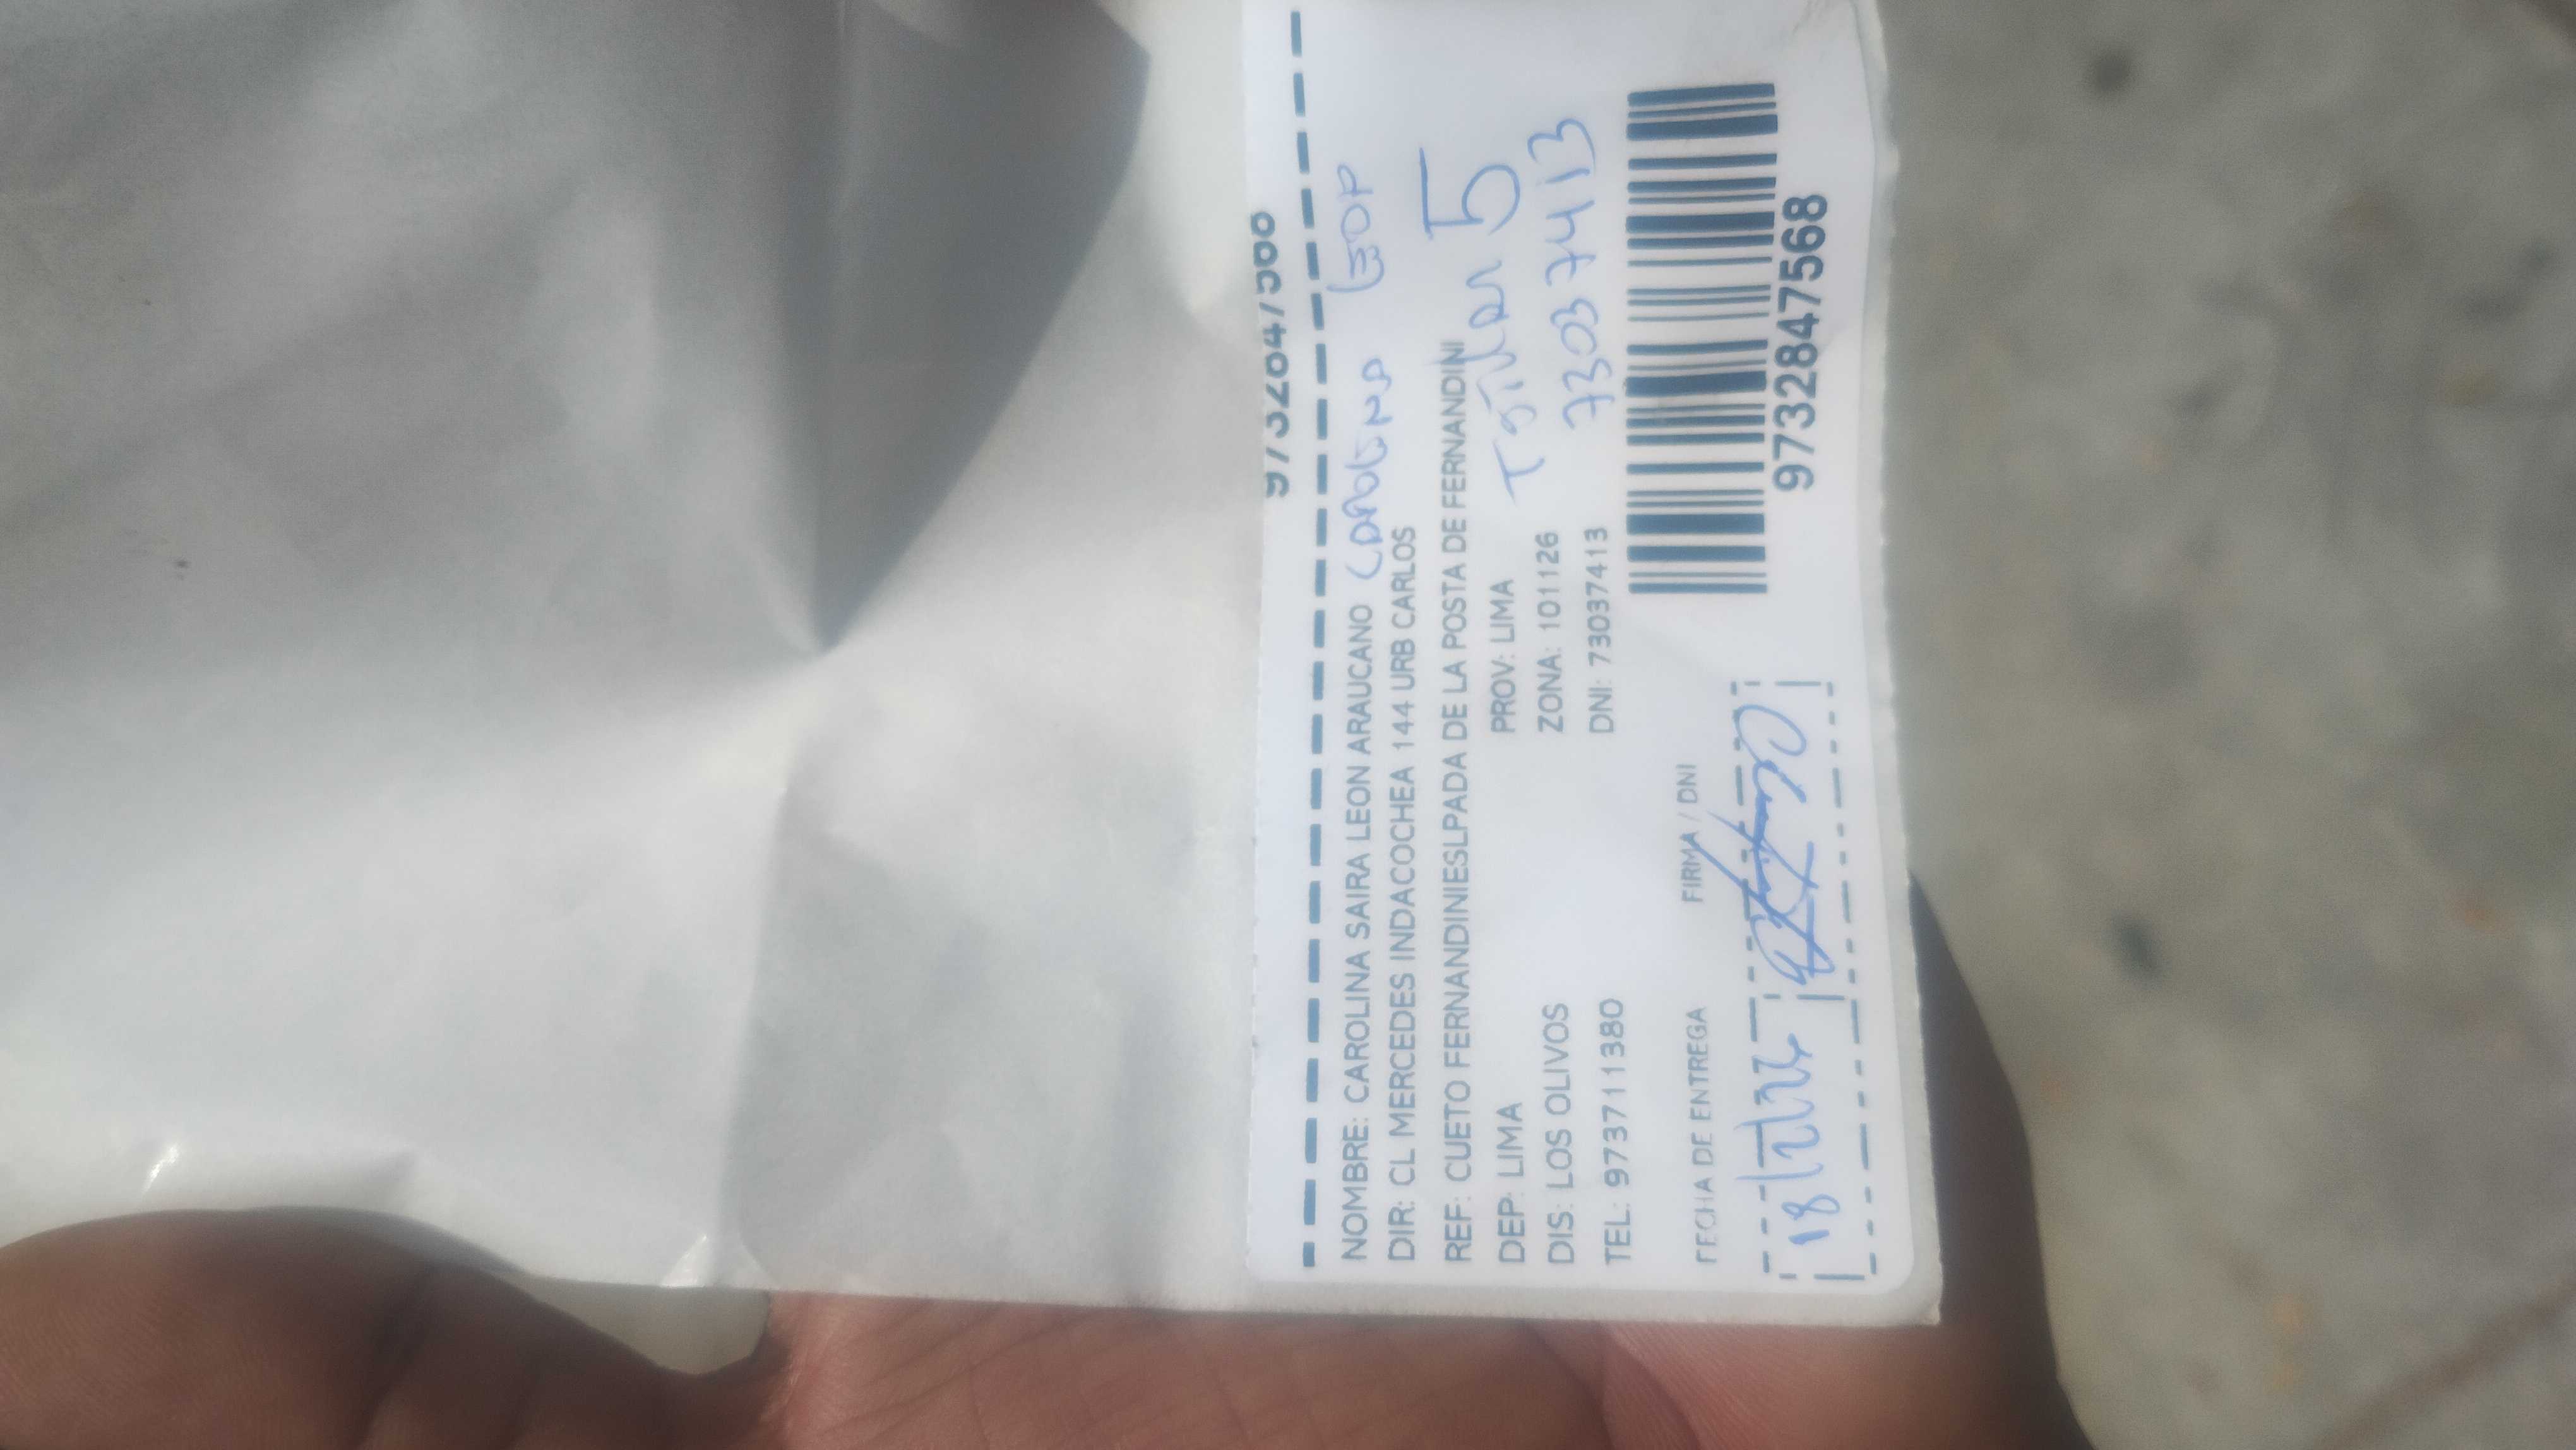 NOMBRE: CAROLINA SAIRA LEON ARAUCANO Carolina León
DIR: CL MERCEDES INDACOCHEA 144 URB CARLOS
REF: CUETO FERNANDINIESLPADA DE LA POSTA DE FERNANDINI
DEP: LIMA PROV: LIMA
DIS: LOS OLIVOS ZONA: 101126
TEL: 973711380 DNI: 73037413
5
73037413
FECHA DE ENTREGA FIRMA / DNI
9732847568